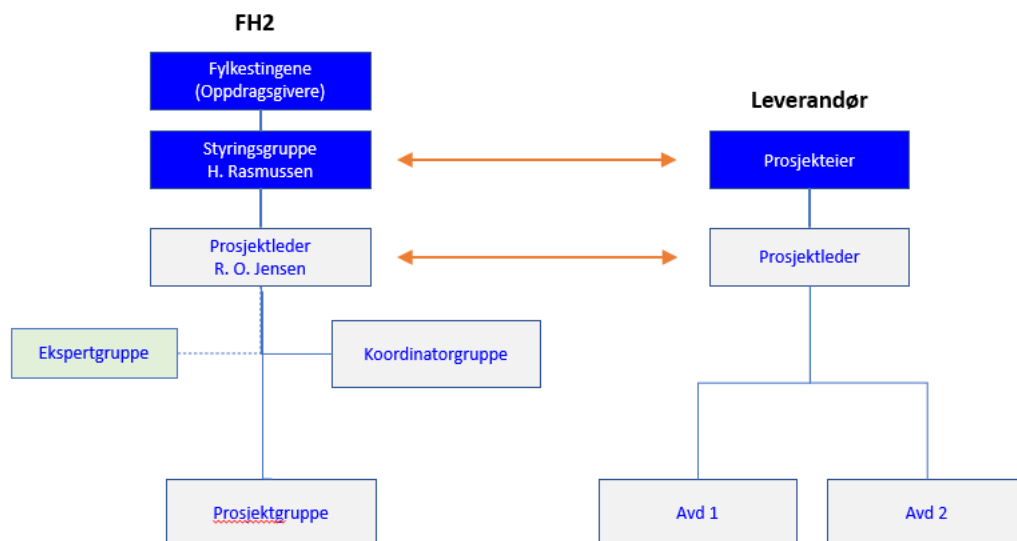 FH2
Fylkestingene
(Oppdragsgivere)
Styringsgruppe
H. Rasmussen
Prosjektleder
R. O. Jensen
Ekspertgruppe
Koordinatorgruppe
Prosjektgruppe
Leverandør
Prosjekteier
Prosjektleder
Avd 1
Avd 2